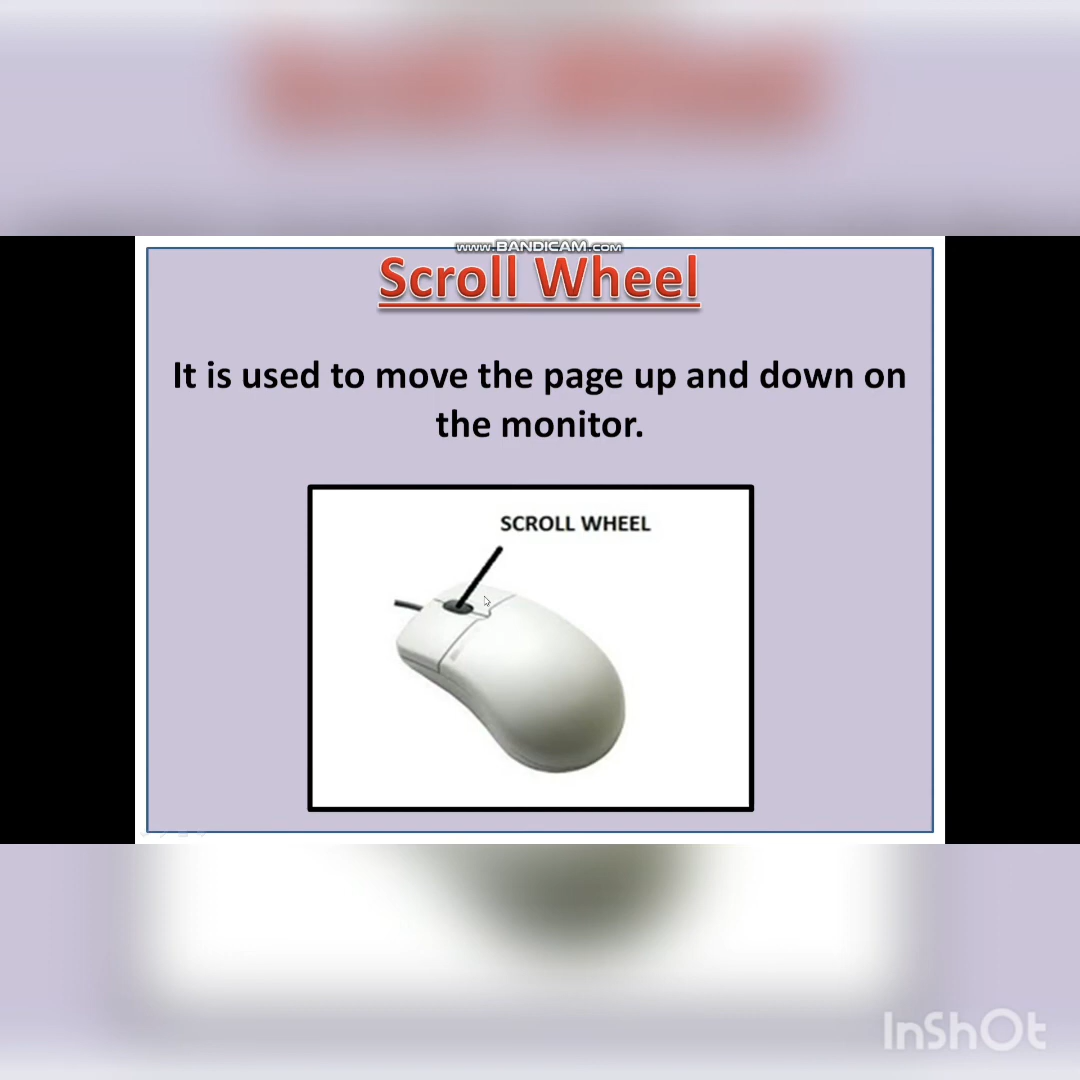 www.BANDICAM.com
Scroll Wheel
It is used to move the page up and down on
the monitor.
SCROLL WHEEL
InShOt